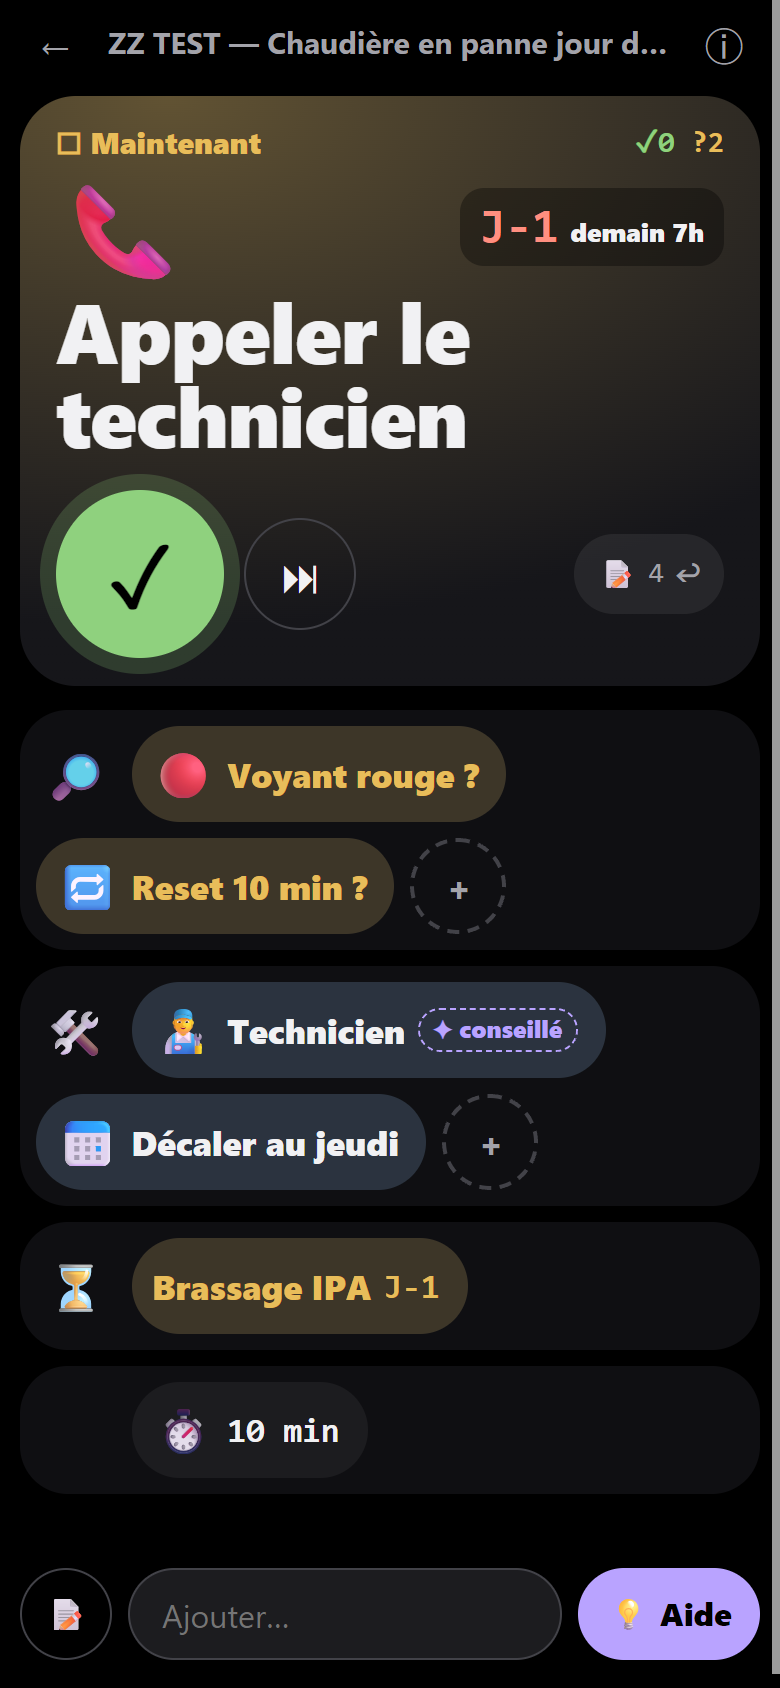 ← ZZ TEST — Chaudière en panne jour d… ⓘ
☐ Maintenant ✓0 ?2
J-1 demain 7h
Appeler le
technicien
4 ↩
Voyant rouge ?
Reset 10 min ?
+
Technicien ✦ conseillé
Décaler au jeudi
+
Brassage IPA J-1
10 min
Ajouter…
Aide